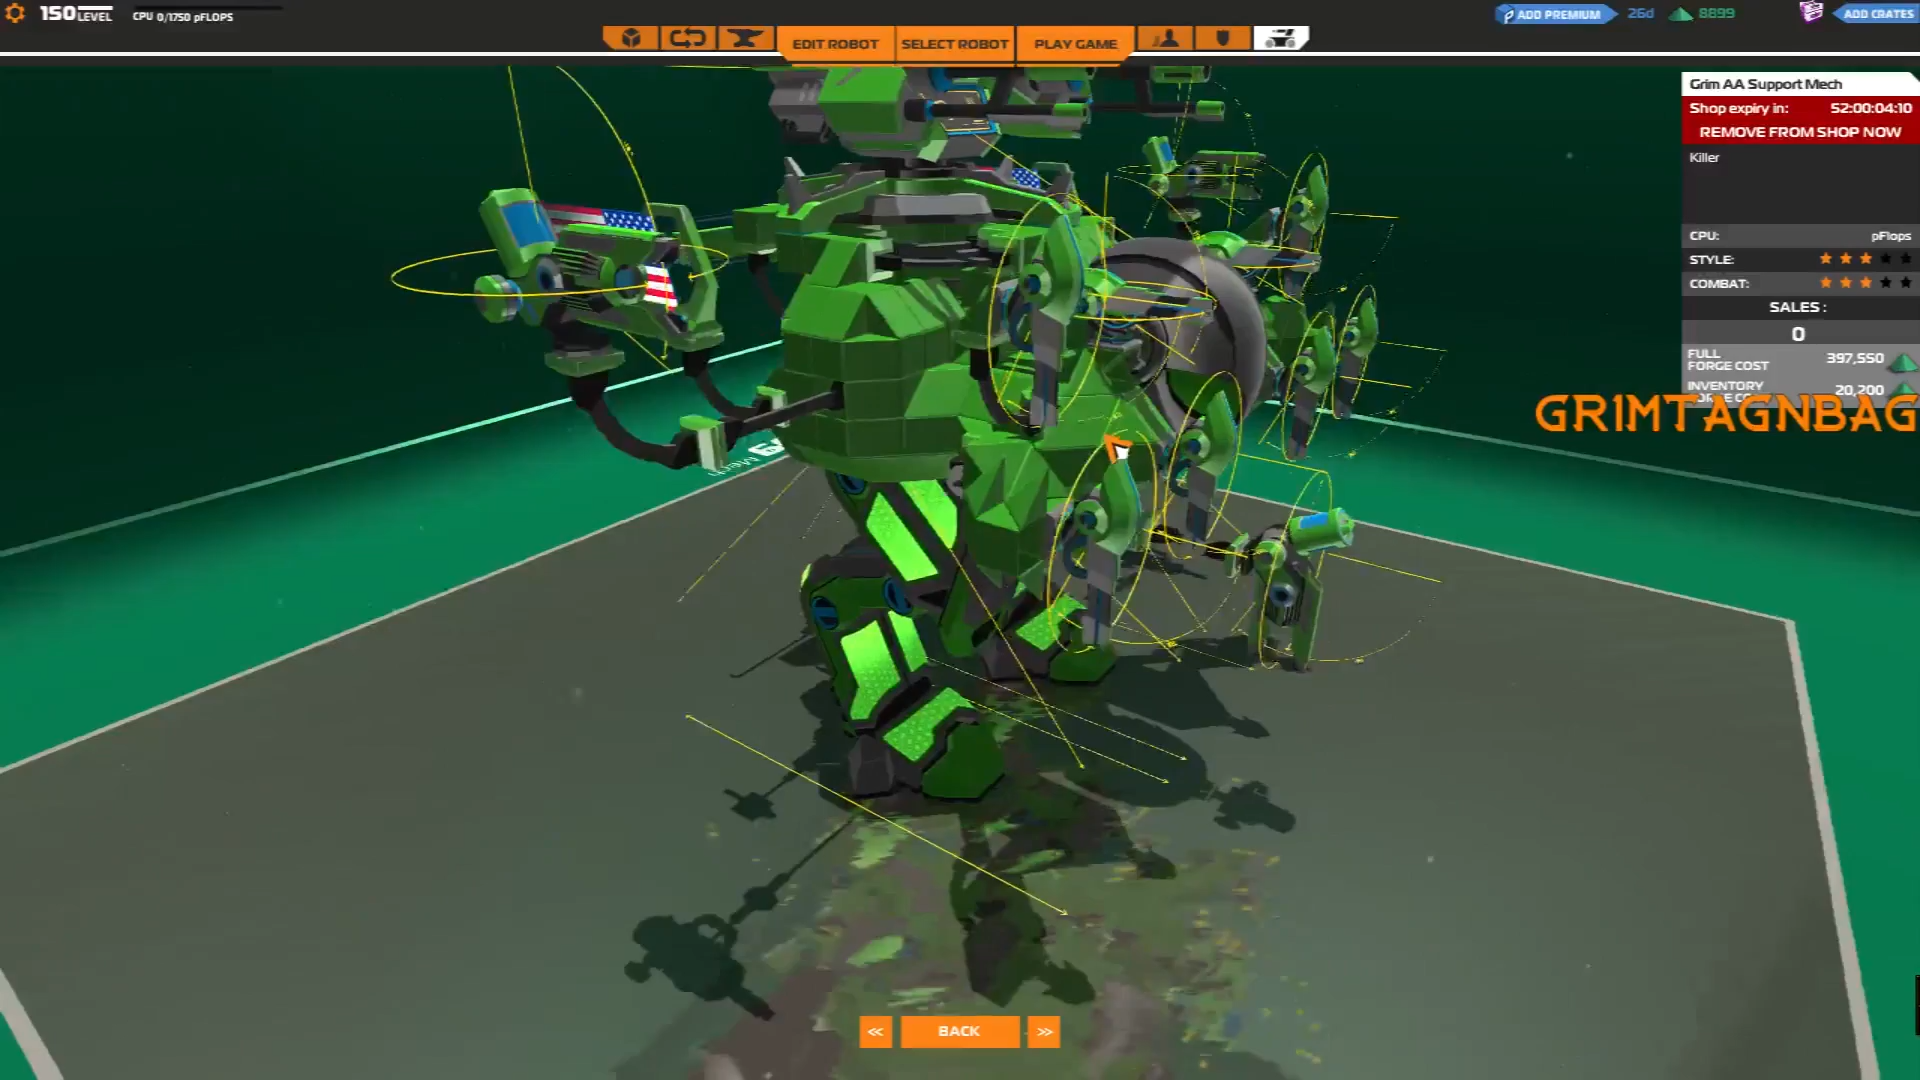 150 LEVEL
CPU 0/1750 pFLOPS
ADD PREMIUM
26d
8899
ADD CRATES
EDIT ROBOT
SELECT ROBOT
PLAY GAME
Grim AA Support Mech
Shop expiry in: 52:00:04:10
REMOVE FROM SHOP NOW
Killer
CPU: pFlops
STYLE:
COMBAT:
SALES :
0
FULL
FORGE COST 397,550
INVENTORY 20,200
GRIMTAGNBAG
Mech
<< BACK >>